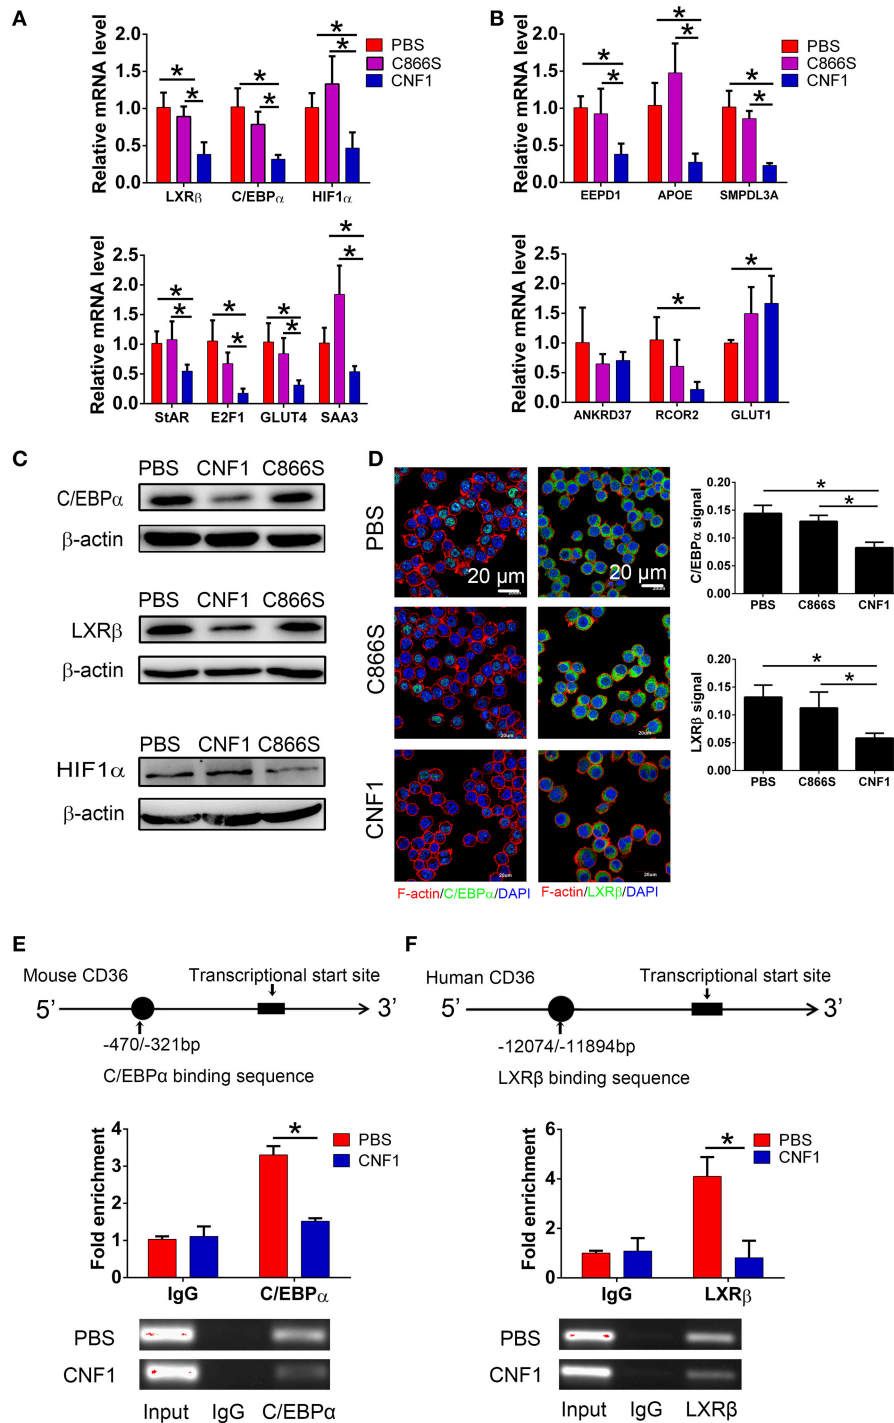 A
Relative mRNA level
2.0
1.5
1.0
0.5
0.0
*
*
*
*
*
*
PBS
C866S
CNF1
LXRβ
C/EBPα
HIF1α
Relative mRNA level
2.5
2.0
1.5
1.0
0.5
0.0
*
*
*
*
*
*
*
*
StAR
E2F1
GLUT4
SAA3
B
Relative mRNA level
2.0
1.5
1.0
0.5
0.0
*
*
*
*
*
*
PBS
C866S
CNF1
EEPD1
APOE
SMPDL3A
Relative mRNA level
2.5
2.0
1.5
1.0
0.5
0.0
*
*
ANKRD37
RCOR2
GLUT1
C
PBS CNF1 C866S
C/EBPα
β-actin
PBS CNF1 C866S
LXRβ
β-actin
PBS CNF1 C866S
HIF1α
β-actin
D
PBS
20 µm
20um
20 µm
20um
C866S
20um
20um
CNF1
20um
20um
F-actin/C/EBPα/DAPI
F-actin/LXRβ/DAPI
C/EBPα signal
0.20
0.15
0.10
0.05
0.00
*
*
PBS
C866S
CNF1
LXRβ signal
0.20
0.15
0.10
0.05
0.00
*
*
PBS
C866S
CNF1
E
Mouse CD36
Transcriptional start site
5’
3’
-470/-321bp
C/EBPα binding sequence
Fold enrichment
4
3
2
1
0
*
PBS
CNF1
IgG
C/EBPα
PBS
CNF1
Input IgG C/EBPα
F
Human CD36
Transcriptional start site
5’
3’
-12074/-11894bp
LXRβ binding sequence
Fold enrichment
6
4
2
0
*
PBS
CNF1
IgG
LXRβ
PBS
CNF1
Input IgG LXRβ